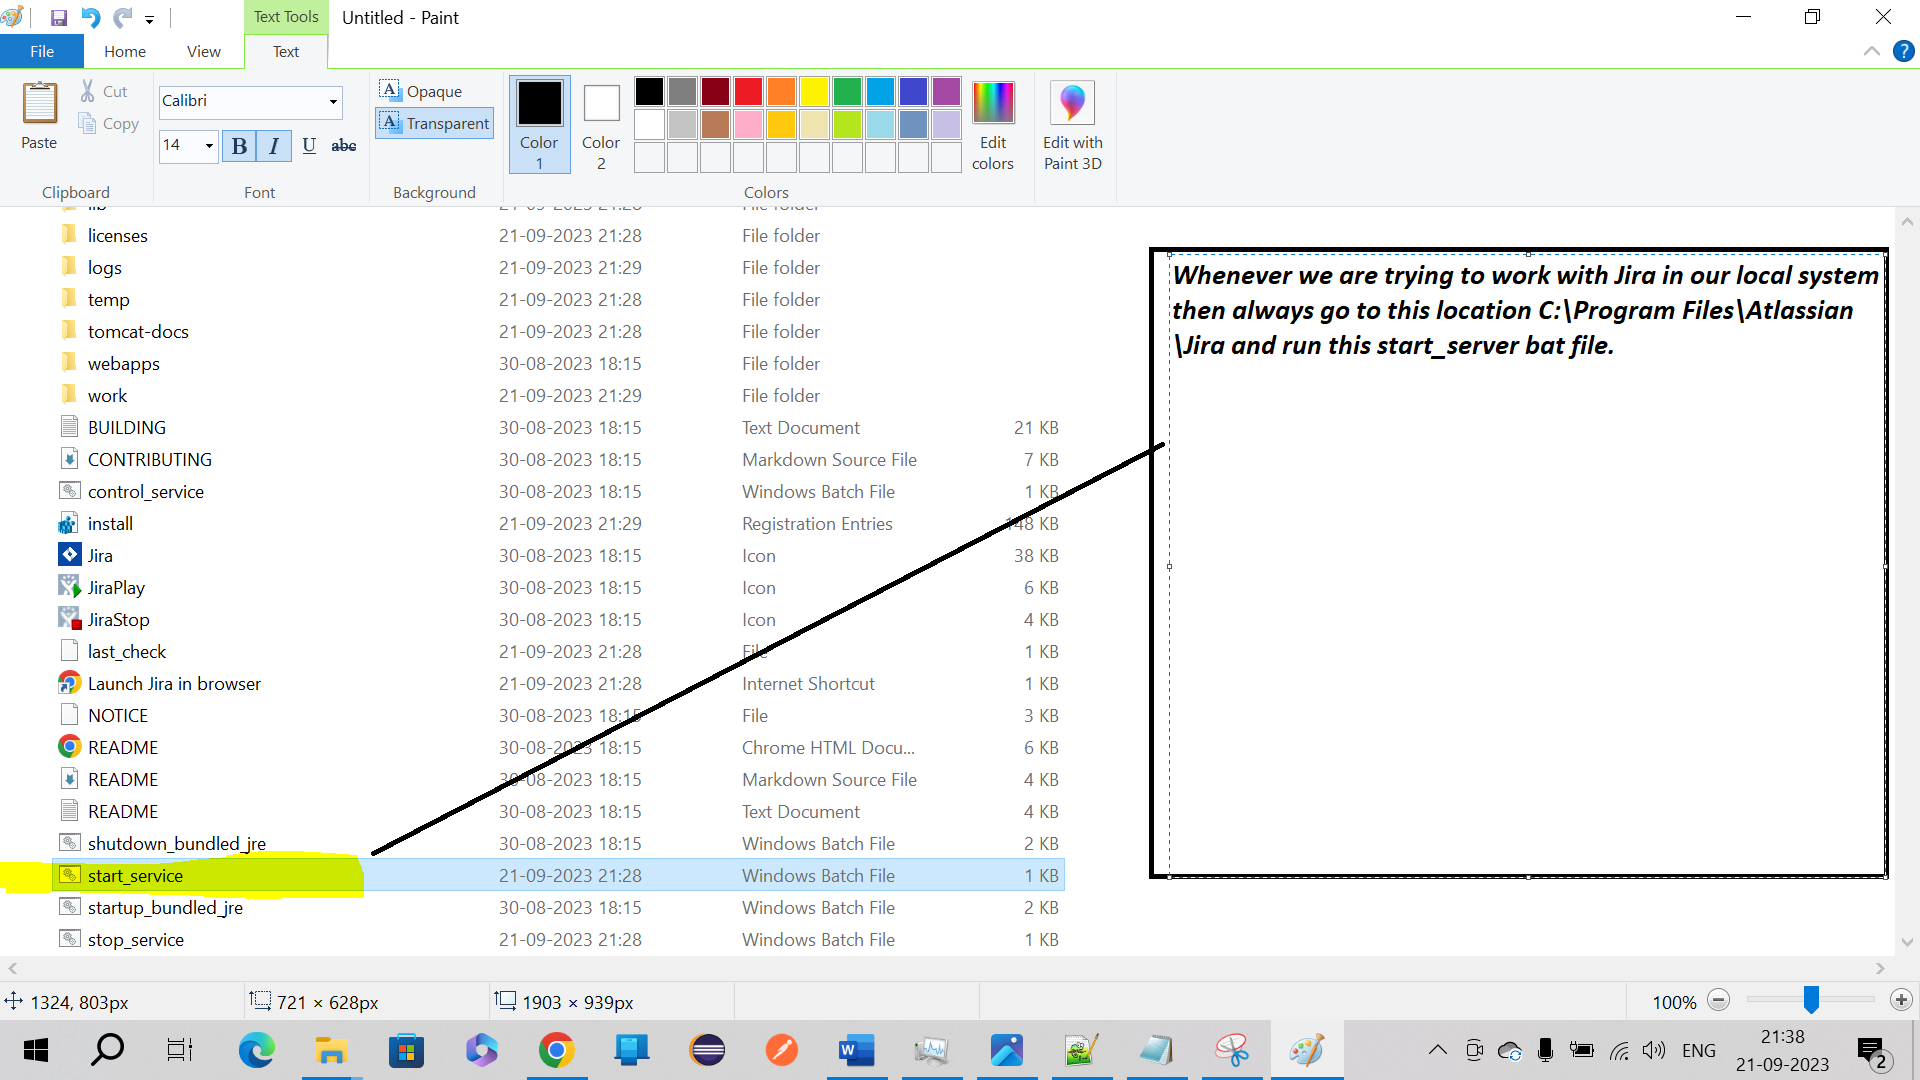 Text Tools Untitled - Paint
File Home View Text
Paste Cut Copy Clipboard
Calibri
14 B I U abc
Font
Opaque
Transparent
Background
Color 1 Color 2
Edit colors
Colors
Edit with Paint 3D
lib 21-09-2023 21:28 File folder
licenses 21-09-2023 21:28 File folder
logs 21-09-2023 21:29 File folder
temp 21-09-2023 21:28 File folder
tomcat-docs 21-09-2023 21:28 File folder
webapps 30-08-2023 18:15 File folder
work 21-09-2023 21:29 File folder
BUILDING 30-08-2023 18:15 Text Document 21 KB
CONTRIBUTING 30-08-2023 18:15 Markdown Source File 7 KB
control_service 30-08-2023 18:15 Windows Batch File 1 KB
install 21-09-2023 21:29 Registration Entries 148 KB
Jira 30-08-2023 18:15 Icon 38 KB
JiraPlay 30-08-2023 18:15 Icon 6 KB
JiraStop 30-08-2023 18:15 Icon 4 KB
last_check 21-09-2023 21:28 File 1 KB
Launch Jira in browser 21-09-2023 21:28 Internet Shortcut 1 KB
NOTICE 30-08-2023 18:15 File 3 KB
README 30-08-2023 18:15 Chrome HTML Docu... 6 KB
README 30-08-2023 18:15 Markdown Source File 4 KB
README 30-08-2023 18:15 Text Document 4 KB
shutdown_bundled_jre 30-08-2023 18:15 Windows Batch File 2 KB
start_service 21-09-2023 21:28 Windows Batch File 1 KB
startup_bundled_jre 30-08-2023 18:15 Windows Batch File 2 KB
stop_service 21-09-2023 21:28 Windows Batch File 1 KB
Whenever we are trying to work with Jira in our local system
then always go to this location C:\Program Files\Atlassian
\Jira and run this start_server bat file.
1324, 803px 721 × 628px 1903 × 939px 100%
ENG 21:38
21-09-2023 2